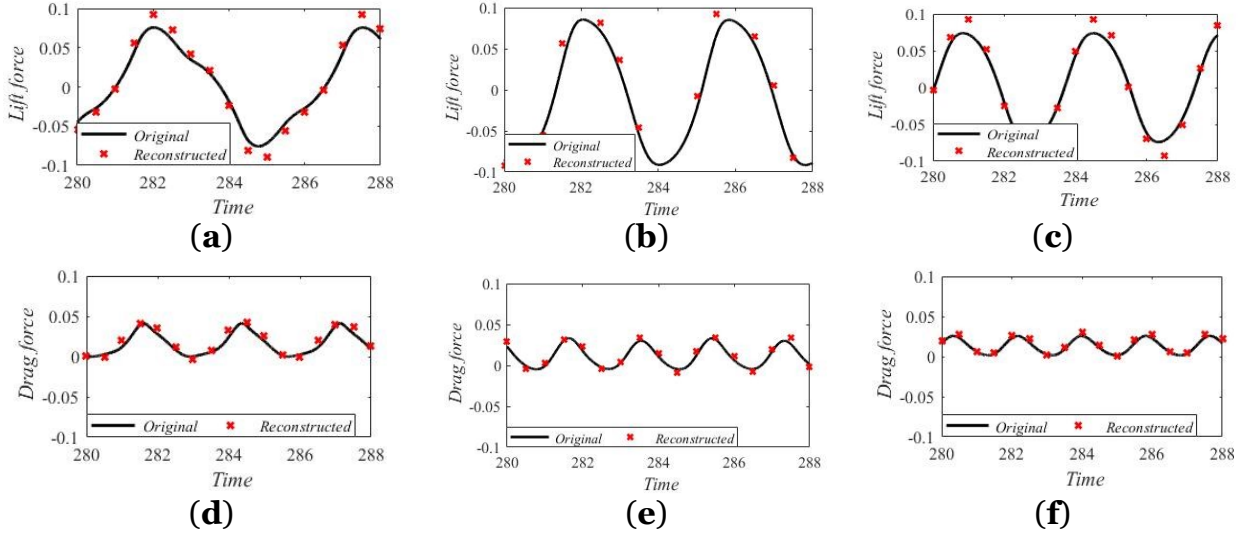 0.1
0.05
0
-0.05
-0.1
Lift force
Original
Reconstructed
280
282
284
286
288
Time
(a)
0.1
0.05
0
-0.05
-0.1
Lift force
Original
Reconstructed
280
282
284
286
288
Time
(b)
0.1
0.05
0
-0.05
-0.1
Lift force
Original
Reconstructed
280
282
284
286
288
Time
(c)
0.1
0.05
0
-0.05
-0.1
Drag force
Original Reconstructed
280
282
284
286
288
Time
(d)
0.1
0.05
0
-0.05
-0.1
Drag force
Original Reconstructed
280
282
284
286
288
Time
(e)
0.1
0.05
0
-0.05
-0.1
Drag force
Original Reconstructed
280
282
284
286
288
Time
(f)